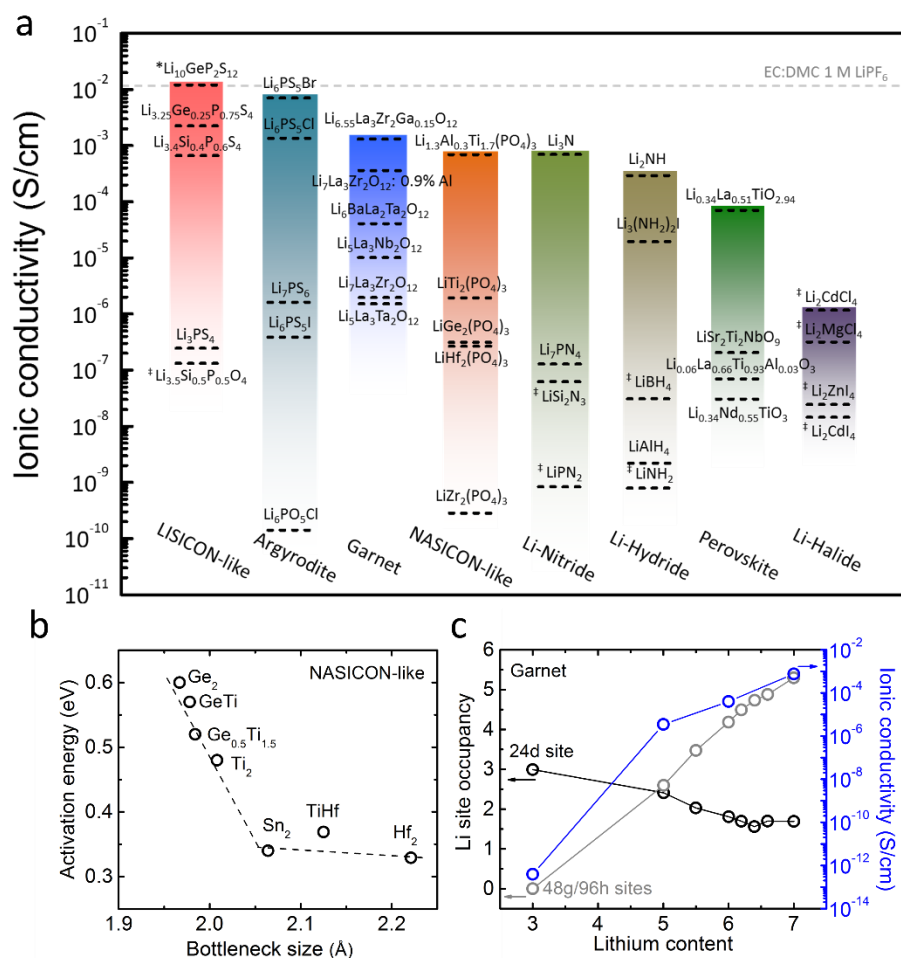 a
Ionic conductivity (S/cm)
10⁻¹
10⁻²
10⁻³
10⁻⁴
10⁻⁵
10⁻⁶
10⁻⁷
10⁻⁸
10⁻⁹
10⁻¹⁰
10⁻¹¹
EC:DMC 1 M LiPF₆
*Li₁₀GeP₂S₁₂
Li₃.₂₅Ge₀.₂₅P₀.₇₅S₄
Li₃.₄Si₀.₄P₀.₆S₄
Li₃PS₄
‡Li₃.₅Si₀.₅P₀.₅O₄
LISICON-like
Li₆PS₅Br
Li₆PS₅Cl
Li₇PS₆
Li₆PS₅I
Li₆PO₅Cl
Argyrodite
Li₆.₅₅La₃Zr₂Ga₀.₁₅O₁₂
Li₇La₃Zr₂O₁₂: 0.9% Al
Li₆BaLa₂Ta₂O₁₂
Li₅La₃Nb₂O₁₂
Li₇La₃Zr₂O₁₂
Li₅La₃Ta₂O₁₂
Garnet
Li₁.₃Al₀.₃Ti₁.₇(PO₄)₃
LiTi₂(PO₄)₃
LiGe₂(PO₄)₃
LiHf₂(PO₄)₃
LiZr₂(PO₄)₃
NASICON-like
Li₃N
Li₇PN₄
‡LiSi₂N₃
‡LiPN₂
Li-Nitride
Li₂NH
Li₃(NH₂)₂I
‡LiBH₄
LiAlH₄
‡LiNH₂
Li-Hydride
Li₀.₃₄La₀.₅₁TiO₂.₉₄
LiSr₂Ti₂NbO₉
Li₀.₀₆La₀.₆₆Ti₀.₉₃Al₀.₀₃O₃
Li₀.₃₄Nd₀.₅₅TiO₃
Perovskite
‡Li₂CdCl₄
‡Li₂MgCl₄
‡Li₂ZnI₄
‡Li₂CdI₄
Li-Halide
b
NASICON-like
Activation energy (eV)
0.6
0.5
0.4
0.3
Ge₂
GeTi
Ge₀.₅Ti₁.₅
Ti₂
Sn₂
TiHf
Hf₂
1.9 2.0 2.1 2.2
Bottleneck size (Å)
c
Garnet
Li site occupancy
6
5
4
3
2
1
0
24d site
48g/96h sites
3 4 5 6 7
Lithium content
10⁻²
10⁻⁴
10⁻⁶
10⁻⁸
10⁻¹⁰
10⁻¹²
10⁻¹⁴
Ionic conductivity (S/cm)